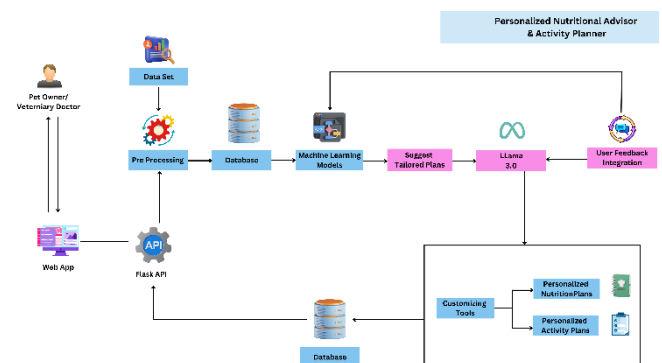 Personalized Nutritional Advisor
& Activity Planner
Data Set
Pet Owner/
Veterniary Doctor
Pre Processing
Database
Machine Learning
Models
Suggest
Tailored Plans
LLama
3.0
User Feedback
Integration
API
Web App
Flask API
Customizing
Tools
Personalized
NutritionPlans
Personalized
Activity Plans
Database